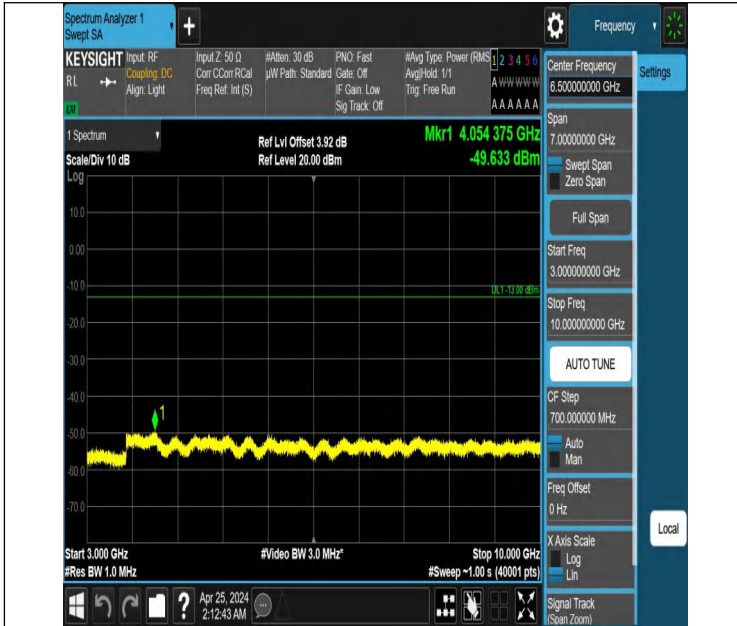 Spectrum Analyzer 1
Swept SA
+
Frequency
KEYSIGHT
RL
Input: RF
Coupling: DC
Align: Light
Input Z: 50 Ω
Corr CCorr RCal
Freq Ref: Int (S)
#Atten: 30 dB
µW Path: Standard
PNO: Fast
Gate: Off
IF Gain: Low
Sig Track: Off
#Avg Type: Power (RMS
Avg|Hold: 1/1
Trig: Free Run
1 2 3 4 5 6
A W W W W W
A A A A A A
1 Spectrum
Scale/Div 10 dB
Ref Lvl Offset 3.92 dB
Ref Level 20.00 dBm
Mkr1 4.054 375 GHz
-49.633 dBm
Log
10.0
0.00
-10.0
DL1 -13.00 dBm
-20.0
-30.0
-40.0
1
-50.0
-60.0
-70.0
Start 3.000 GHz
#Res BW 1.0 MHz
#Video BW 3.0 MHz*
Stop 10.000 GHz
#Sweep ~1.00 s (40001 pts)
Center Frequency
6.500000000 GHz
Settings
Span
7.00000000 GHz
Swept Span
Zero Span
Full Span
Start Freq
3.000000000 GHz
Stop Freq
10.000000000 GHz
AUTO TUNE
CF Step
700.000000 MHz
Auto
Man
Freq Offset
0 Hz
X Axis Scale
Log
Lin
Local
Signal Track
(Span Zoom)
?
Apr 25, 2024
2:12:43 AM